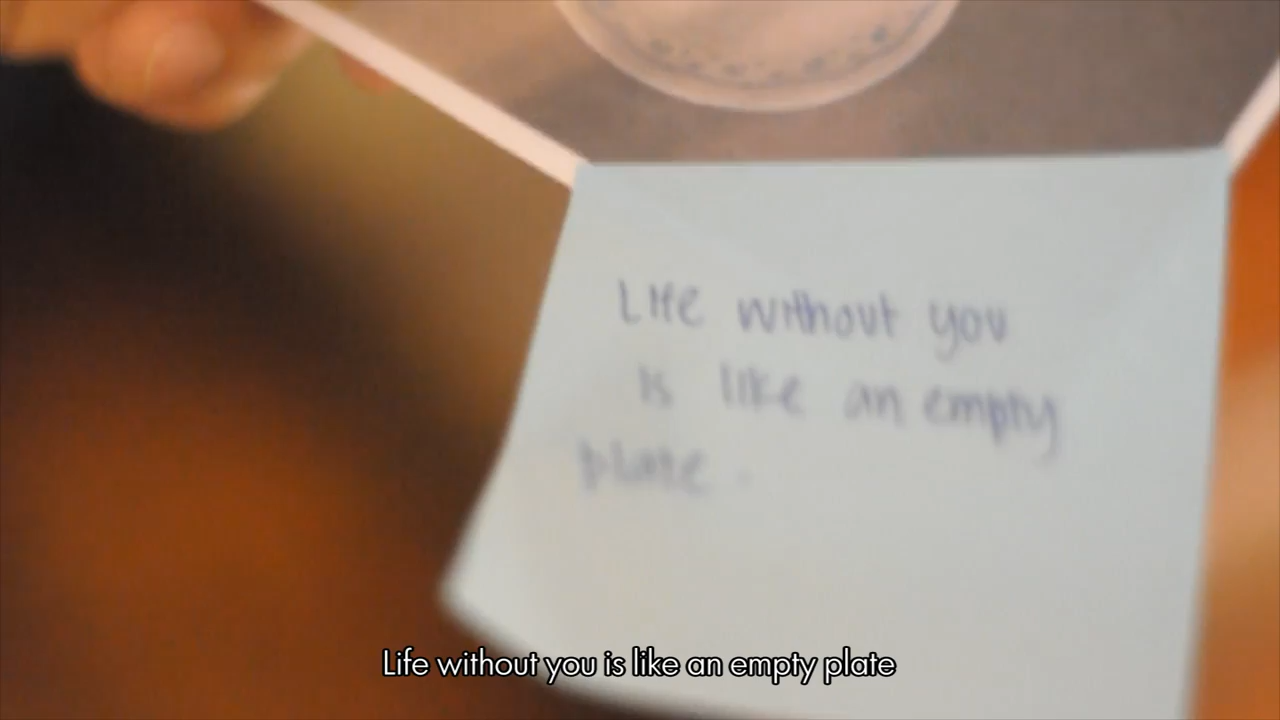 Life without you
is like an empty
plate.
Life without you is like an empty plate